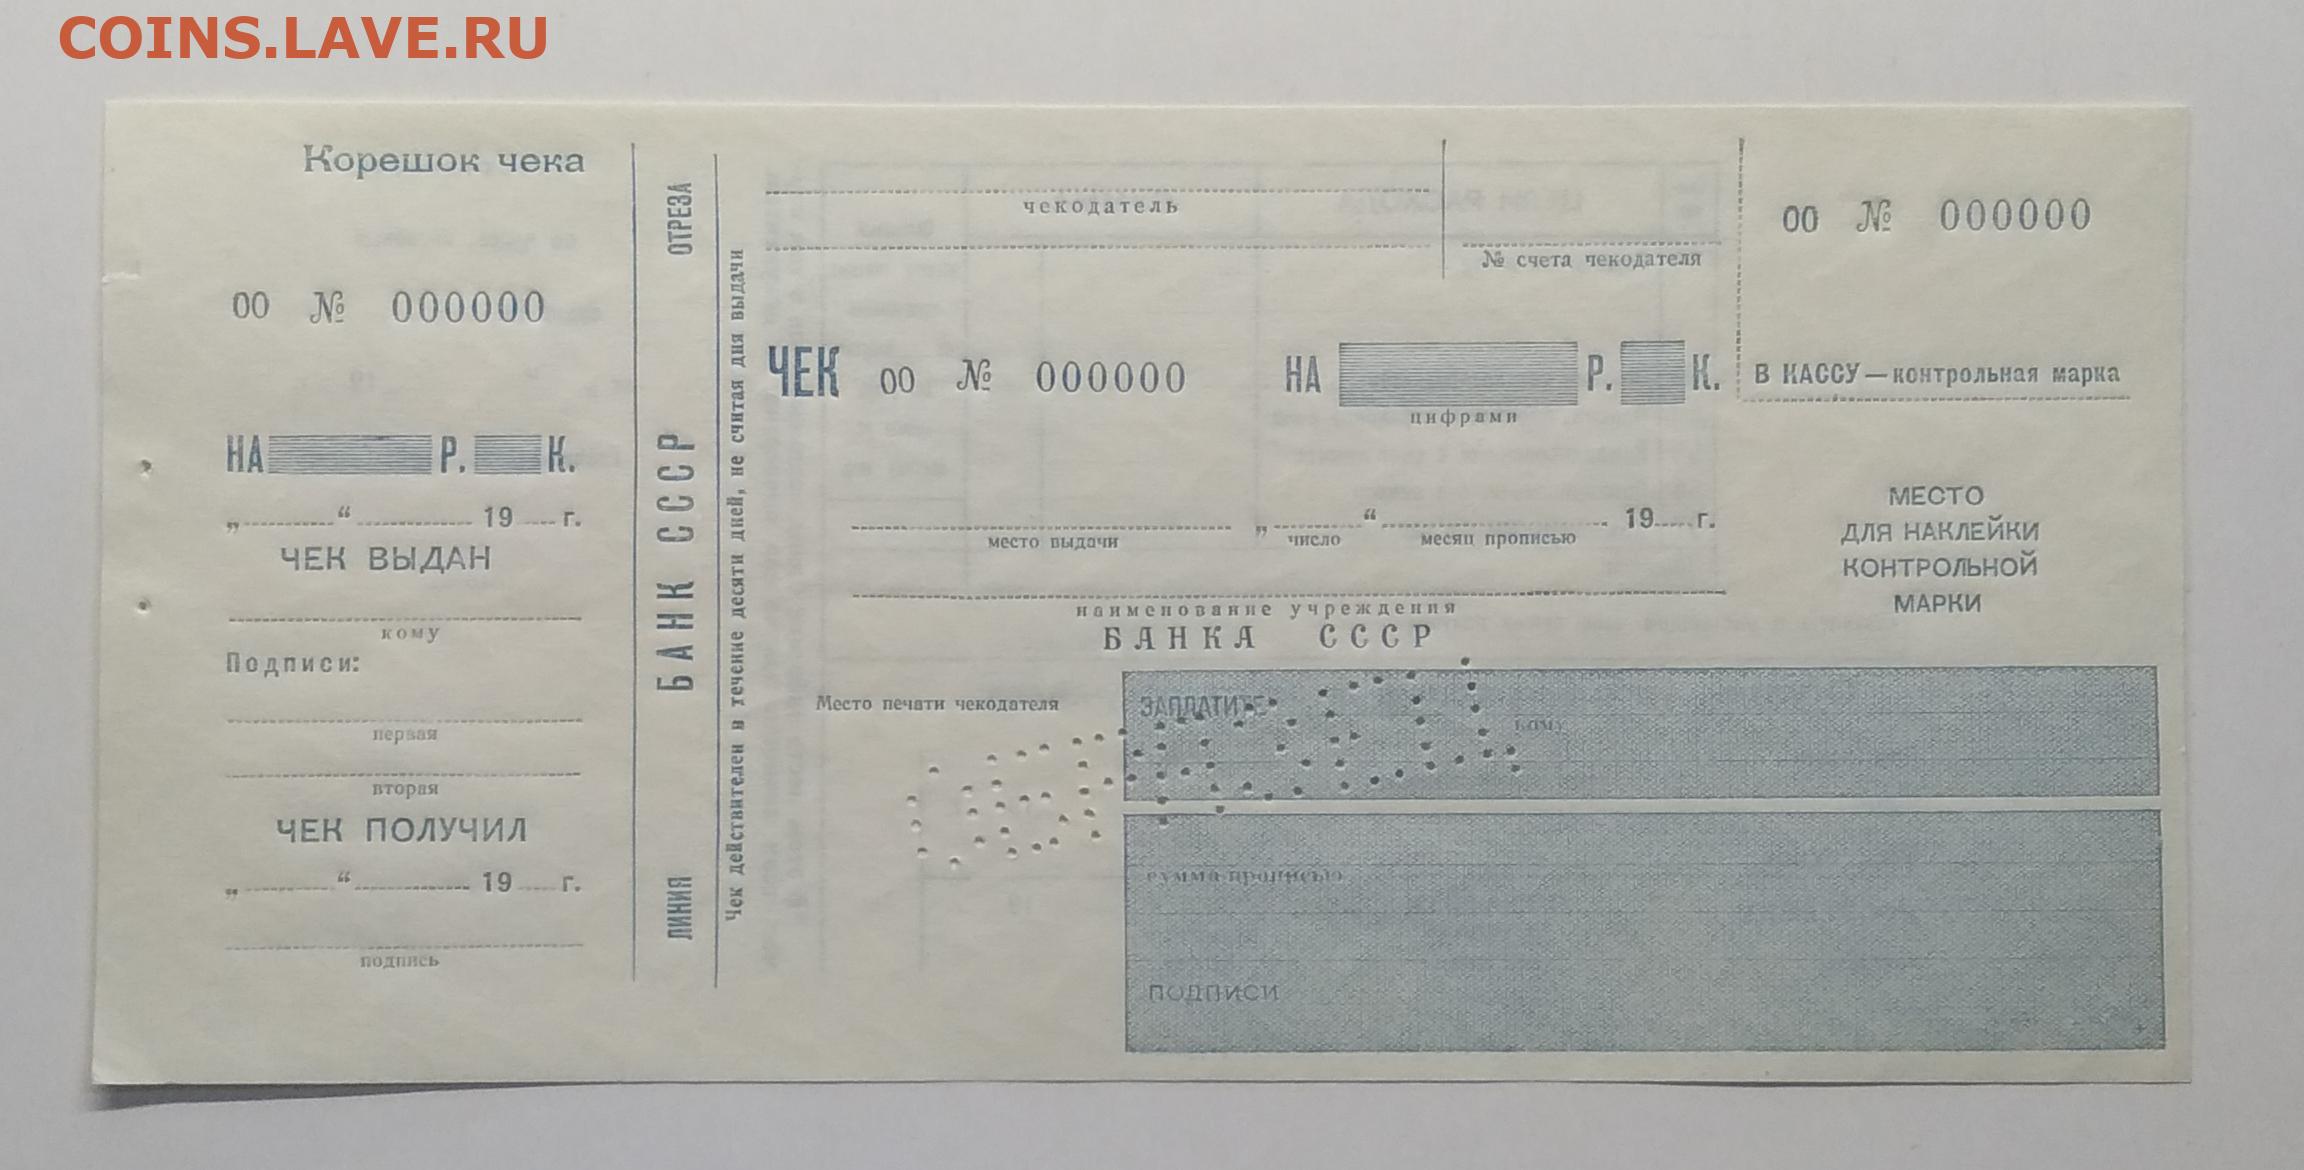 COINS.LAVE.RU
Корешок чека
00 № 000000
НА Р. К.
„ “ 19 г.
ЧЕК ВЫДАН
кому
Подписи:
первая
вторая
ЧЕК ПОЛУЧИЛ
„ “ 19 г.
подпись
ЛИНИЯ БАНК СССР ОТРЕЗА
Чек действителен в течение десяти дней, не считая дня выдачи
чекодатель
№ счета чекодателя
ЧЕК 00 № 000000 НА Р. К.
цифрами
„ “ 19 г.
место выдачи число месяц прописью
наименование учреждения
БАНКА СССР
Место печати чекодателя
00 № 000000
В КАССУ — контрольная марка
МЕСТО
ДЛЯ НАКЛЕЙКИ
КОНТРОЛЬНОЙ
МАРКИ
ЗАПЛАТИТЕ
кому
сумма прописью
ПОДПИСИ